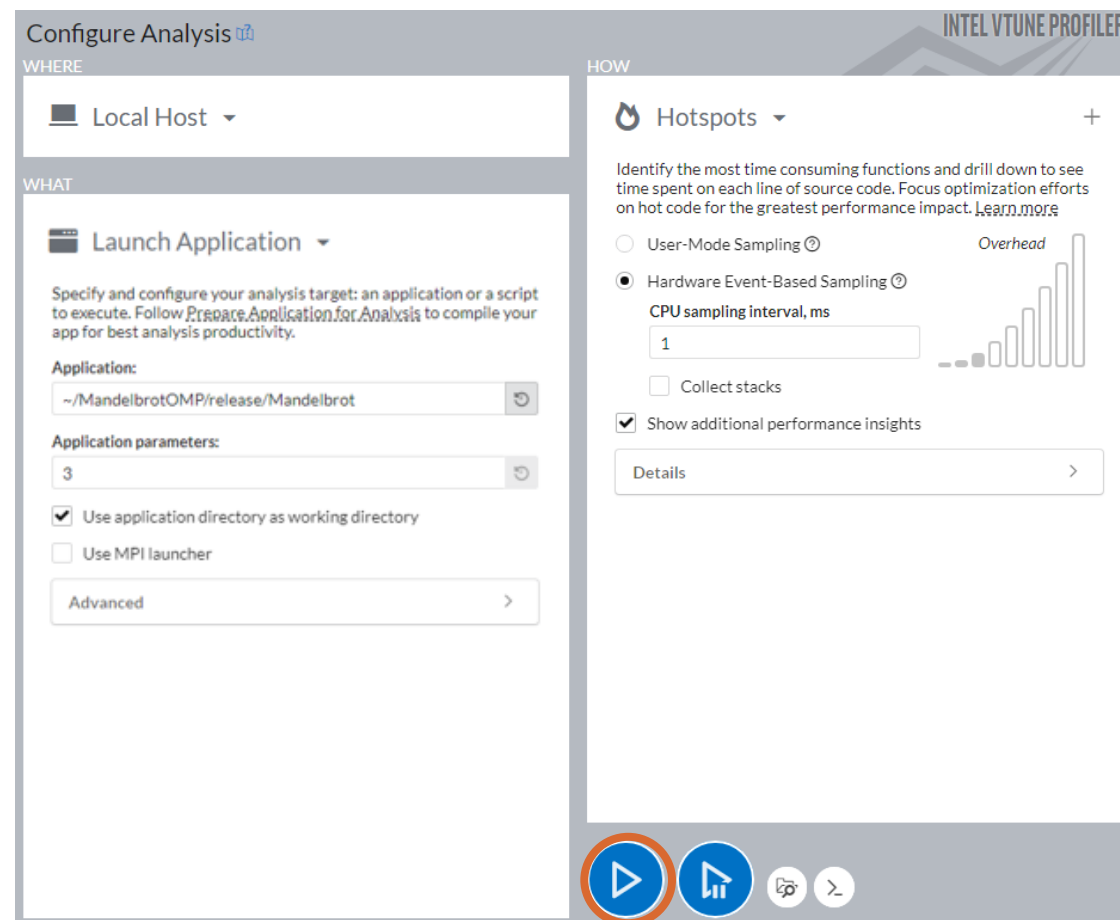 Configure Analysis
INTEL VTUNE PROFILER
WHERE
Local Host
WHAT
Launch Application
Specify and configure your analysis target: an application or a script
to execute. Follow Prepare Application for Analysis to compile your
app for best analysis productivity.
Application:
~/MandelbrotOMP/release/Mandelbrot
Application parameters:
3
Use application directory as working directory
Use MPI launcher
Advanced
HOW
Hotspots
Identify the most time consuming functions and drill down to see
time spent on each line of source code. Focus optimization efforts
on hot code for the greatest performance impact. Learn more
User-Mode Sampling
Overhead
Hardware Event-Based Sampling
CPU sampling interval, ms
1
Collect stacks
Show additional performance insights
Details